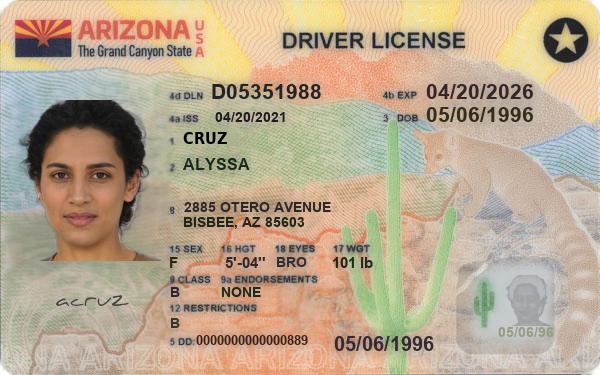 ARIZONA USA
The Grand Canyon State
DRIVER LICENSE
4d DLN D05351988 4b EXP 04/20/2026
4a ISS 04/20/2021 3 DOB 05/06/1996
1 CRUZ
2 ALYSSA
8 2885 OTERO AVENUE
BISBEE, AZ 85603
15 SEX 16 HGT 18 EYES 17 WGT
F 5'-04" BRO 101 lb
9 CLASS 9a ENDORSEMENTS
B NONE
12 RESTRICTIONS
B
acruz
5 DD: 0000000000000889
05/06/1996
05/06/96
ONA ARIZONA ARIZONA ARIZONA ARIZONA